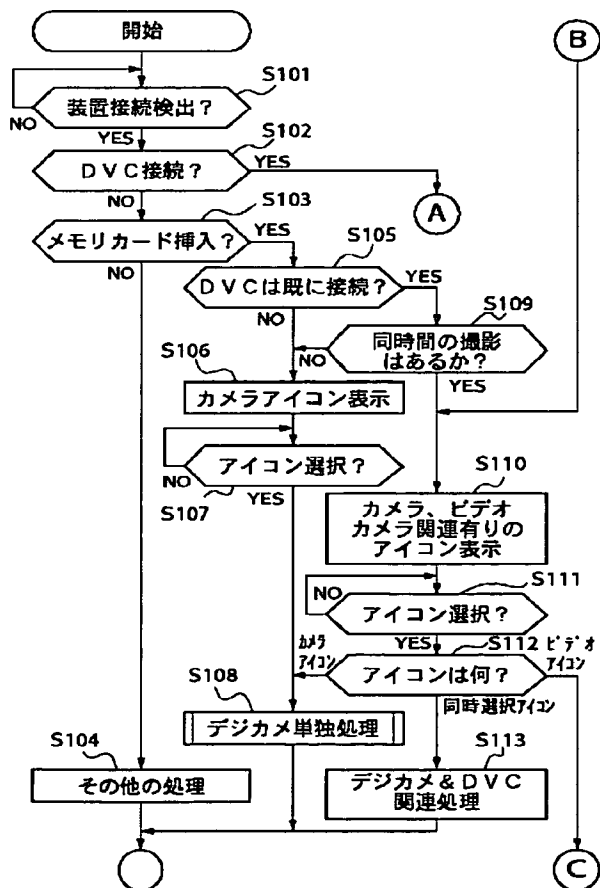 開始
B
S101
装置接続検出？
NO
YES
S102
ＤＶＣ接続？
YES
NO
A
S103
メモリカード挿入？
YES
NO
S105
ＤＶＣは既に接続？
YES
NO
S109
同時間の撮影
はあるか？
NO
YES
S106
カメラアイコン表示
アイコン選択？
NO
YES
S107
S110
カメラ、ビデオ
カメラ関連有りの
アイコン表示
S111
NO
アイコン選択？
YES
S112
ｶﾒﾗ
ｱｲｺﾝ
アイコンは何？
ﾋﾞﾃﾞｵ
ｱｲｺﾝ
同時選択ｱｲｺﾝ
S108
デジカメ単独処理
S104
その他の処理
S113
デジカメ＆ＤＶＣ
関連処理
C